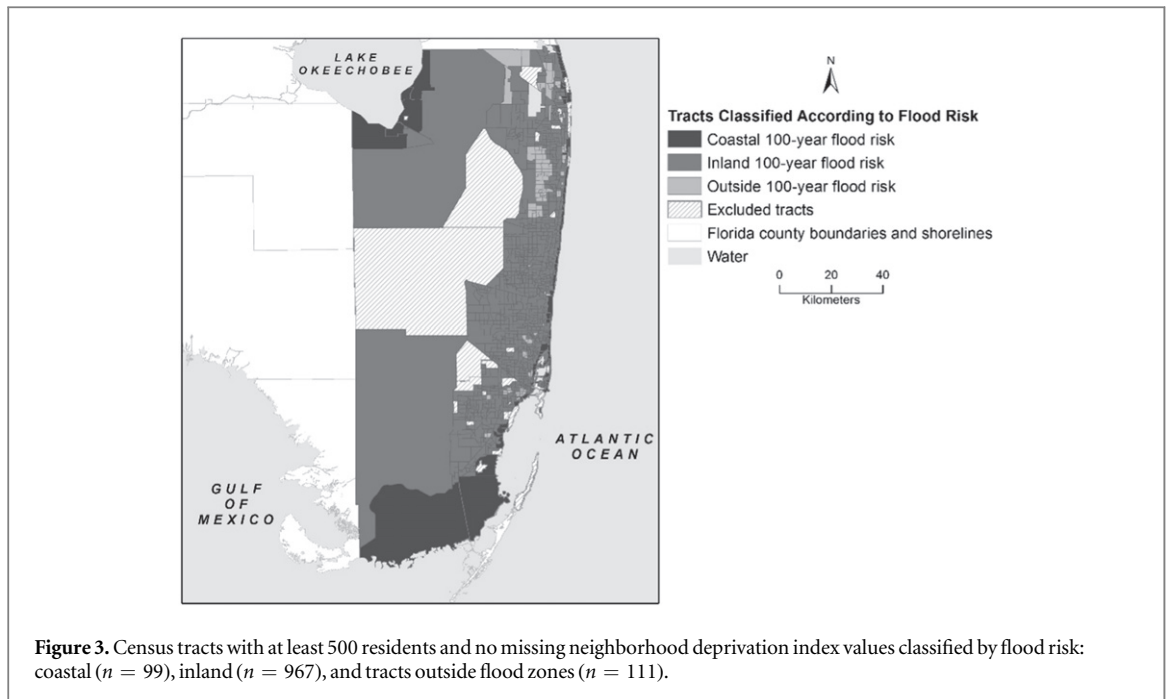 LAKE
OKEECHOBEE
ATLANTIC
OCEAN
GULF
OF
MEXICO
N
Tracts Classified According to Flood Risk
Coastal 100-year flood risk
Inland 100-year flood risk
Outside 100-year flood risk
Excluded tracts
Florida county boundaries and shorelines
Water
0 20 40
Kilometers
Figure 3. Census tracts with at least 500 residents and no missing neighborhood deprivation index values classified by flood risk:
coastal (n = 99), inland (n = 967), and tracts outside flood zones (n = 111).